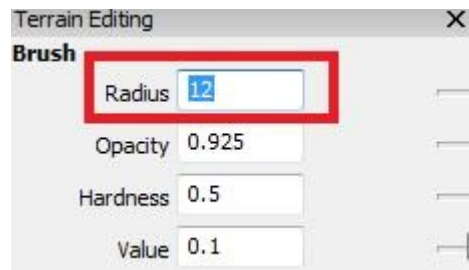 Terrain Editing
Brush
Radius 12
Opacity 0.925
Hardness 0.5
Value 0.1